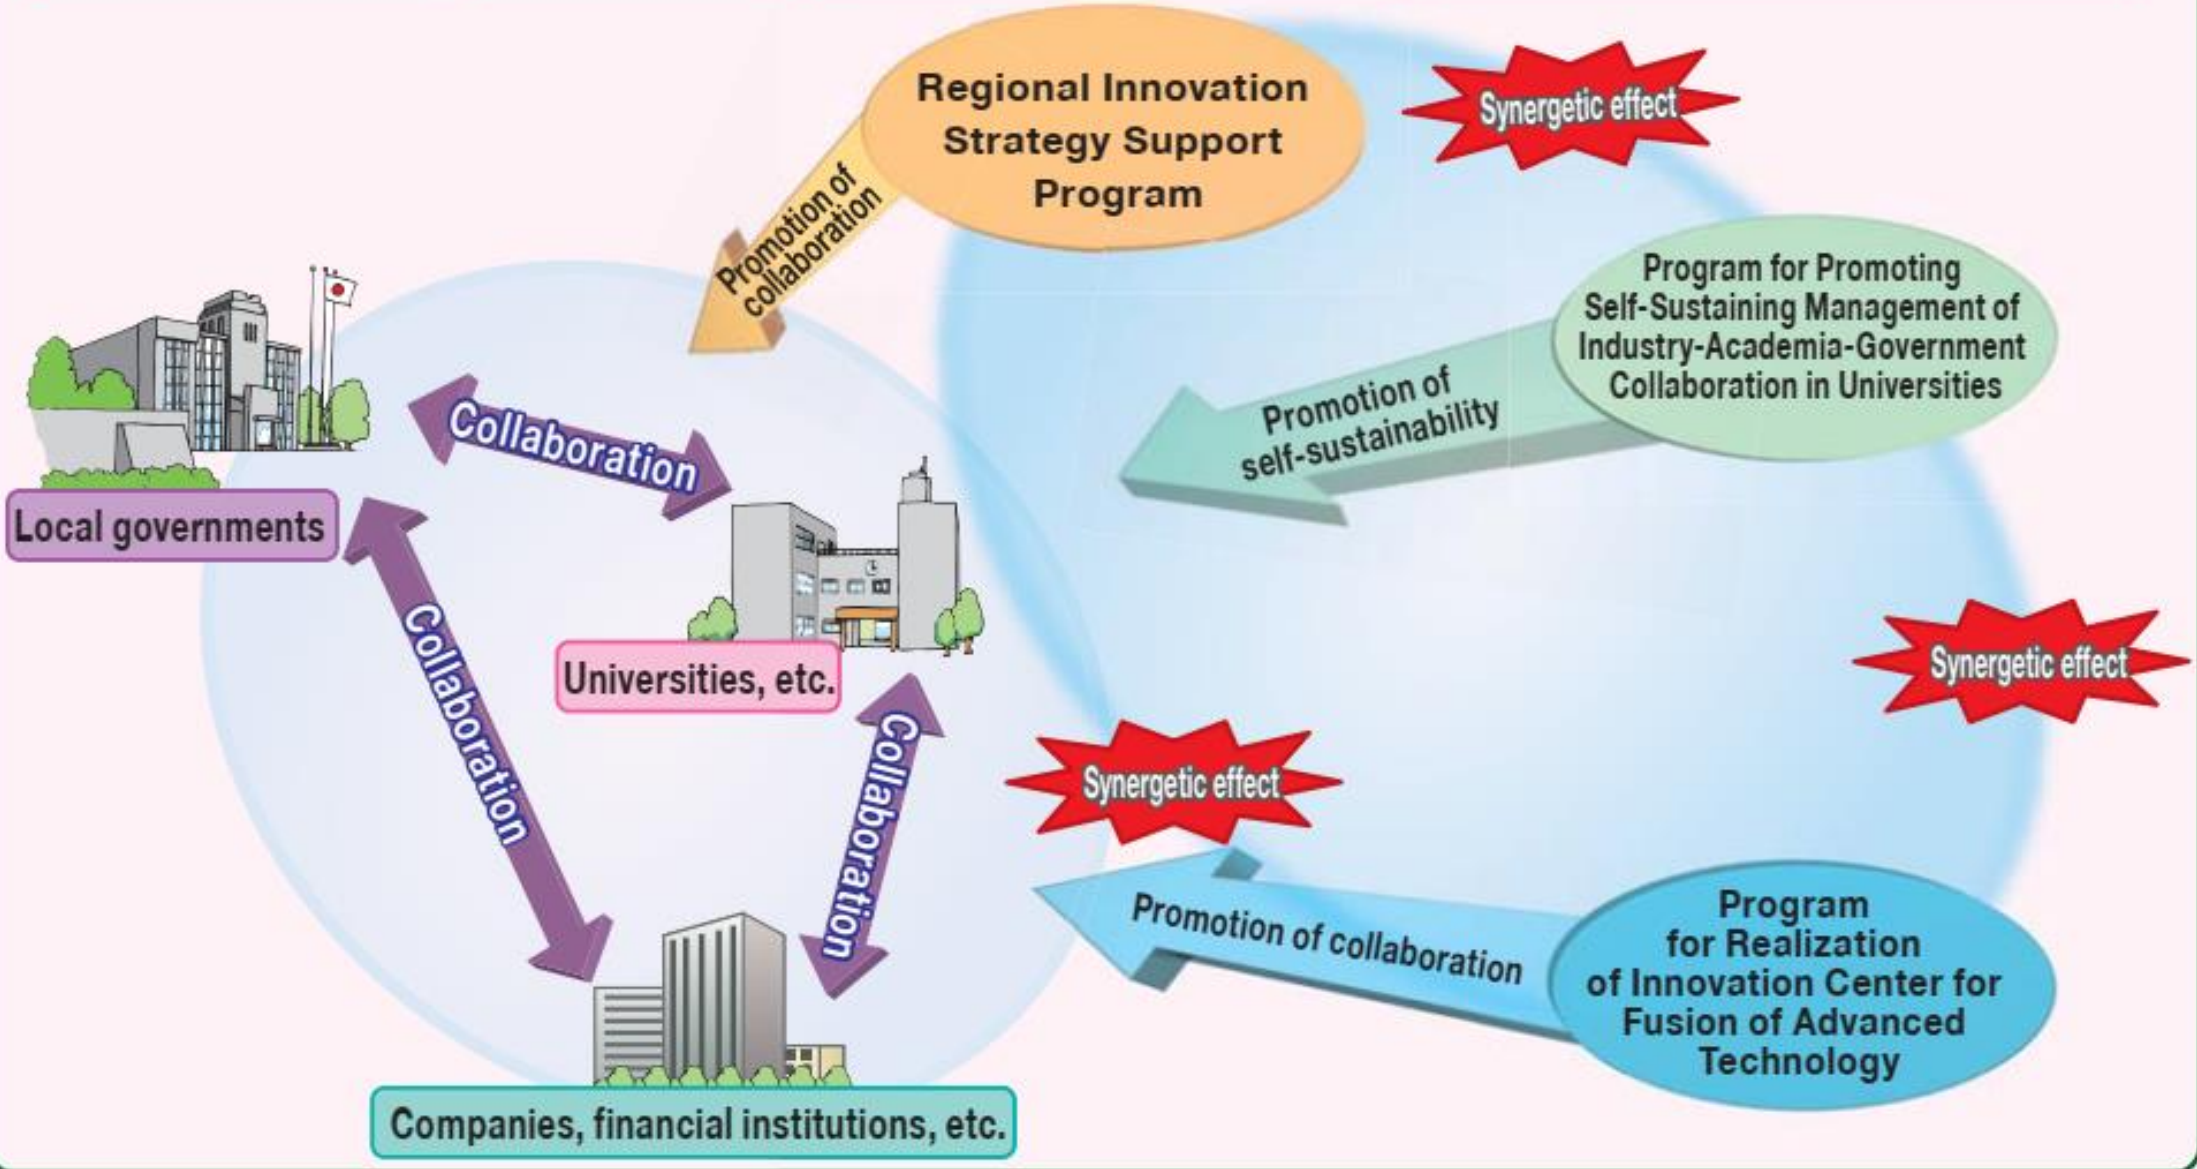 Regional Innovation
Strategy Support
Program
Synergetic effect
Promotion of
collaboration
Program for Promoting
Self-Sustaining Management of
Industry-Academia-Government
Collaboration in Universities
Promotion of
self-sustainability
Collaboration
Local governments
Collaboration
Universities, etc.
Collaboration
Synergetic effect
Synergetic effect
Promotion of collaboration
Program
for Realization
of Innovation Center for
Fusion of Advanced
Technology
Companies, financial institutions, etc.